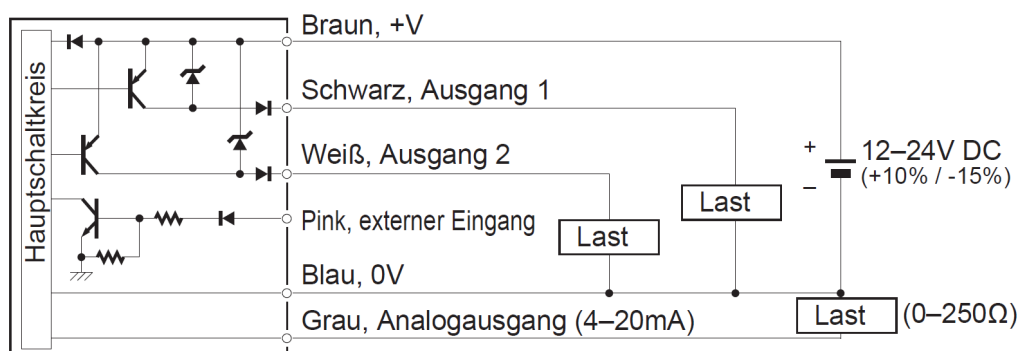 Hauptschaltkreis
Braun, +V
Schwarz, Ausgang 1
Weiß, Ausgang 2
Pink, externer Eingang
Blau, 0V
Grau, Analogausgang (4–20mA)
Last
Last
+
–
12–24V DC
(+10% / -15%)
Last
(0–250Ω)